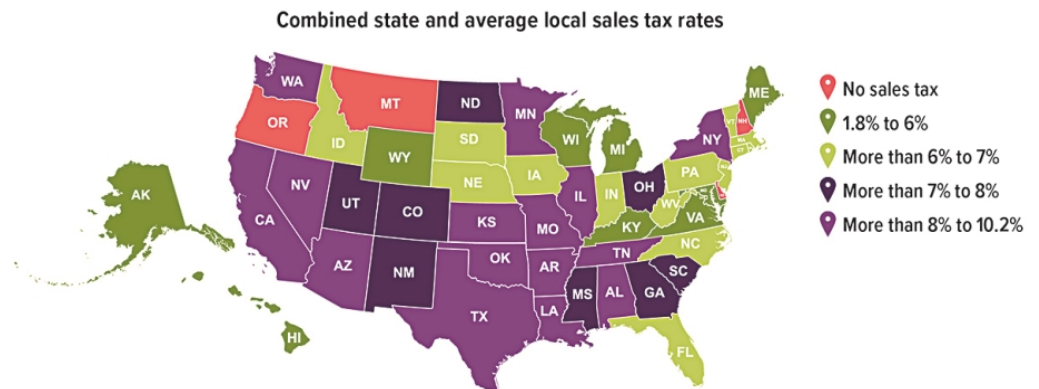 Combined state and average local sales tax rates
WA
MT
ND
MN
ME
OR
ID
SD
WI
MI
NY
VT
NH
MA
CT
WY
NE
IA
PA
NJ
AK
NV
UT
CO
KS
IL
IN
OH
WV
VA
CA
MO
KY
AZ
NM
OK
AR
TN
NC
SC
TX
LA
MS
AL
GA
HI
FL
No sales tax
1.8% to 6%
More than 6% to 7%
More than 7% to 8%
More than 8% to 10.2%